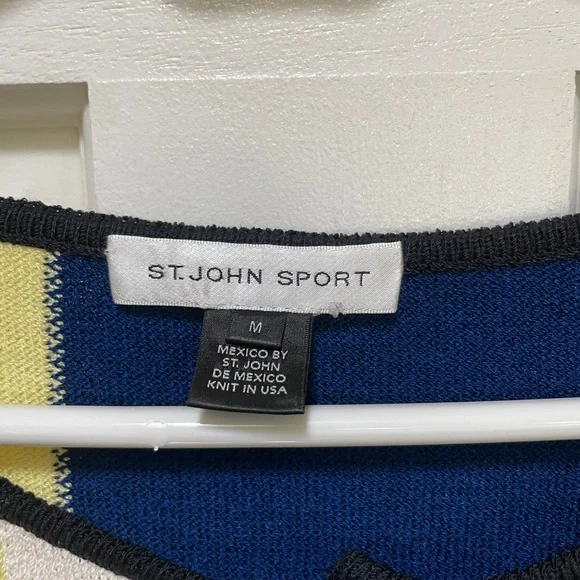 ST. JOHN SPORT
M
MEXICO BY
ST. JOHN
DE MEXICO
KNIT IN USA